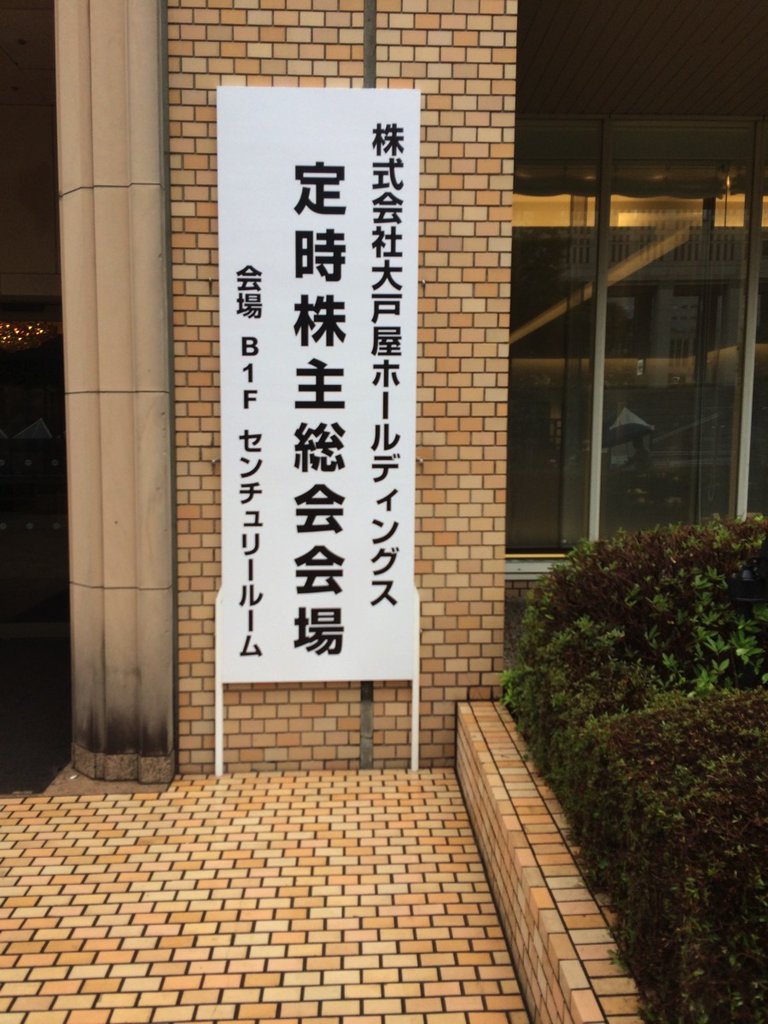 株式会社大戸屋ホールディングス
定時株主総会会場
会場 B1F センチュリールーム